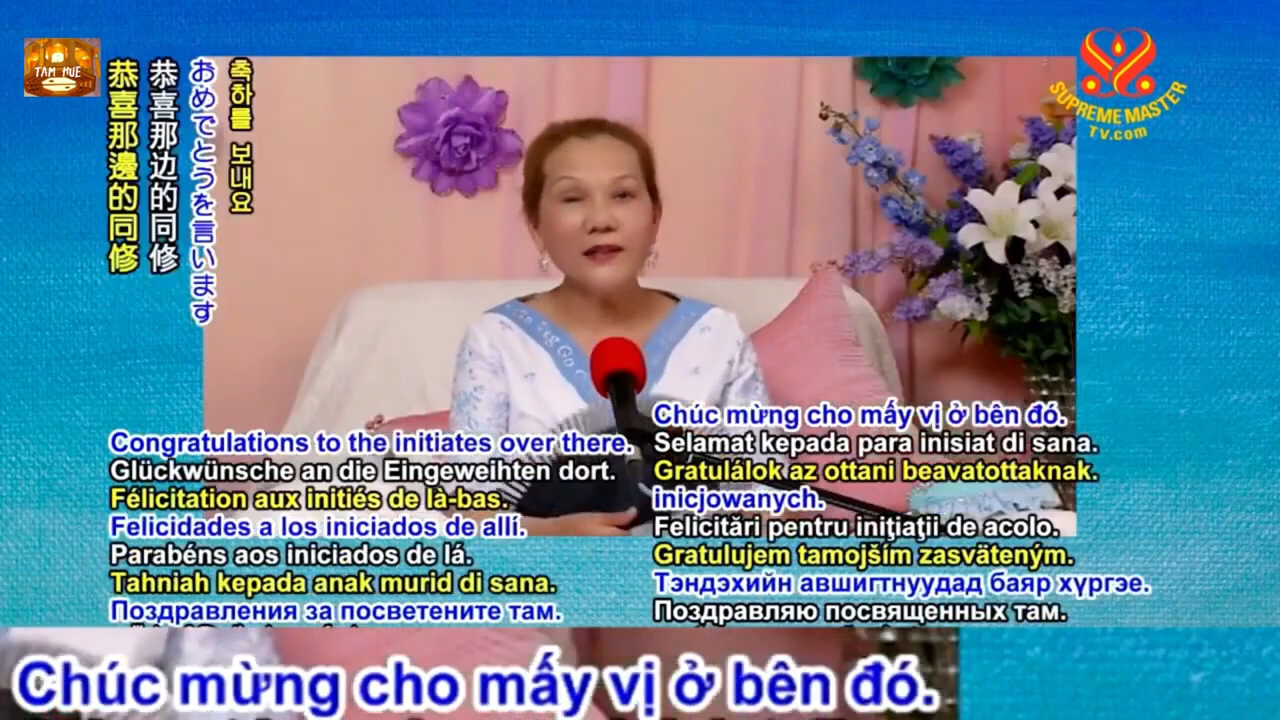 TAM HUE
恭喜那邊的同修
恭喜那边的同修
おめでとうを言います
축하를 보내요
SUPREME MASTER
TV.com
Congratulations to the initiates over there.
Glückwünsche an die Eingeweihten dort.
Félicitation aux initiés de là-bas.
Felicidades a los iniciados de allí.
Parabéns aos iniciados de lá.
Tahniah kepada anak murid di sana.
Поздравления за посветените там.
Chúc mừng cho mấy vị ở bên đó.
Selamat kepada para inisiat di sana.
Gratulálok az ottani beavatottaknak.
inicjowanych.
Felicitări pentru iniţiaţii de acolo.
Gratulujem tamojším zasväteným.
Тэндэхийн авшигтнуудад баяр хүргэе.
Поздравляю посвященных там.
Chúc mừng cho mấy vị ở bên đó.